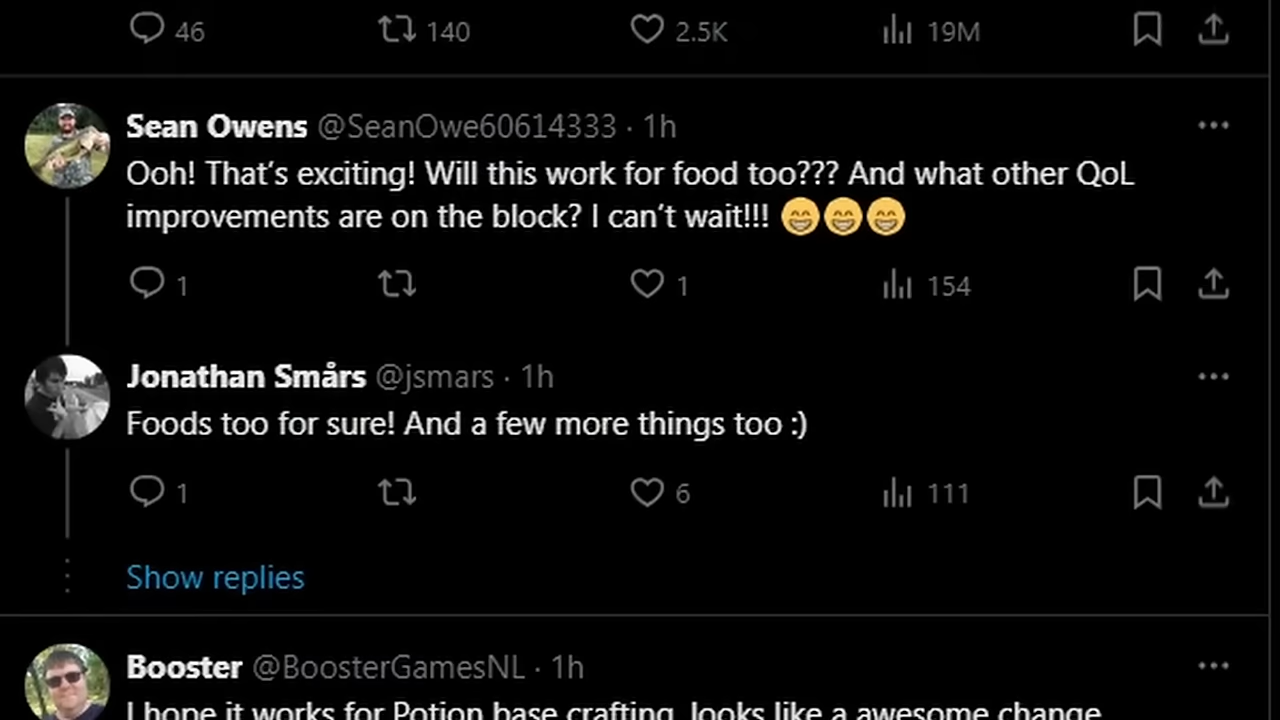 46 140 2.5K 19M
Sean Owens @SeanOwe60614333 · 1h
Ooh! That’s exciting! Will this work for food too??? And what other QoL
improvements are on the block? I can’t wait!!! 😁😁😁
1 1 154
Jonathan Smårs @jsmars · 1h
Foods too for sure! And a few more things too :)
1 6 111
Show replies
Booster @BoosterGamesNL · 1h
I hope it works for Potion base crafting, looks like a awesome change